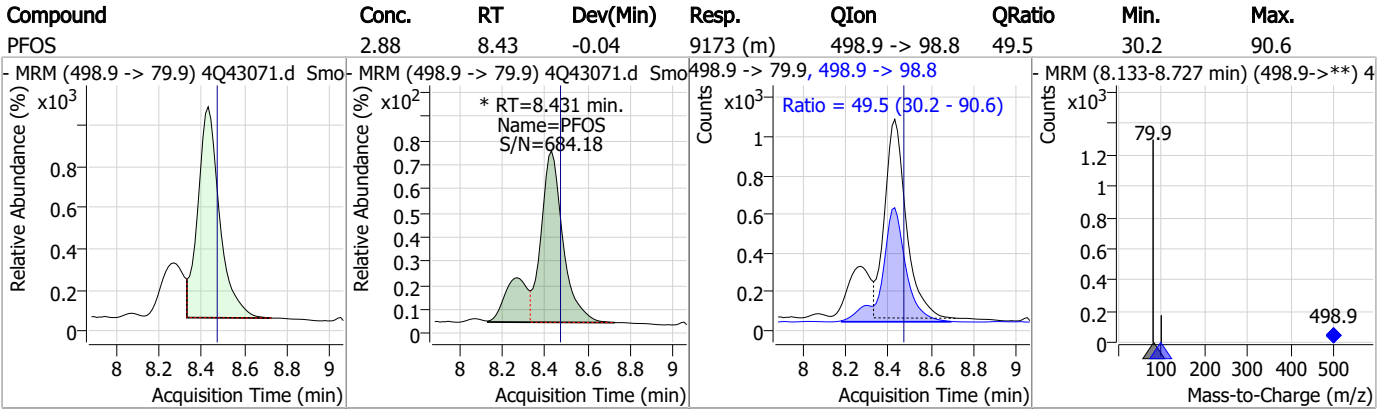 Compound Conc. RT Dev(Min) Resp. QIon QRatio Min. Max.
PFOS 2.88 8.43 -0.04 9173 (m) 498.9 -> 98.8 49.5 30.2 90.6
- MRM (498.9 -> 79.9) 4Q43071.d Smo
Relative Abundance (%)
x10³
0.8
0.6
0.4
0.2
0
8 8.2 8.4 8.6 8.8 9
Acquisition Time (min)
- MRM (498.9 -> 79.9) 4Q43071.d Smo
Relative Abundance (%)
x10²
* RT=8.431 min.
Name=PFOS
S/N=684.18
0.8
0.7
0.6
0.5
0.4
0.3
0.2
0.1
0
8 8.2 8.4 8.6 8.8 9
Acquisition Time (min)
498.9 -> 79.9, 498.9 -> 98.8
Counts
x10³
Ratio = 49.5 (30.2 - 90.6)
1
0.8
0.6
0.4
0.2
0
8 8.2 8.4 8.6 8.8 9
Acquisition Time (min)
- MRM (8.133-8.727 min) (498.9->**) 4
Counts
x10³
79.9
1.2
1
0.8
0.6
0.4
0.2
0
498.9
100 200 300 400 500
Mass-to-Charge (m/z)